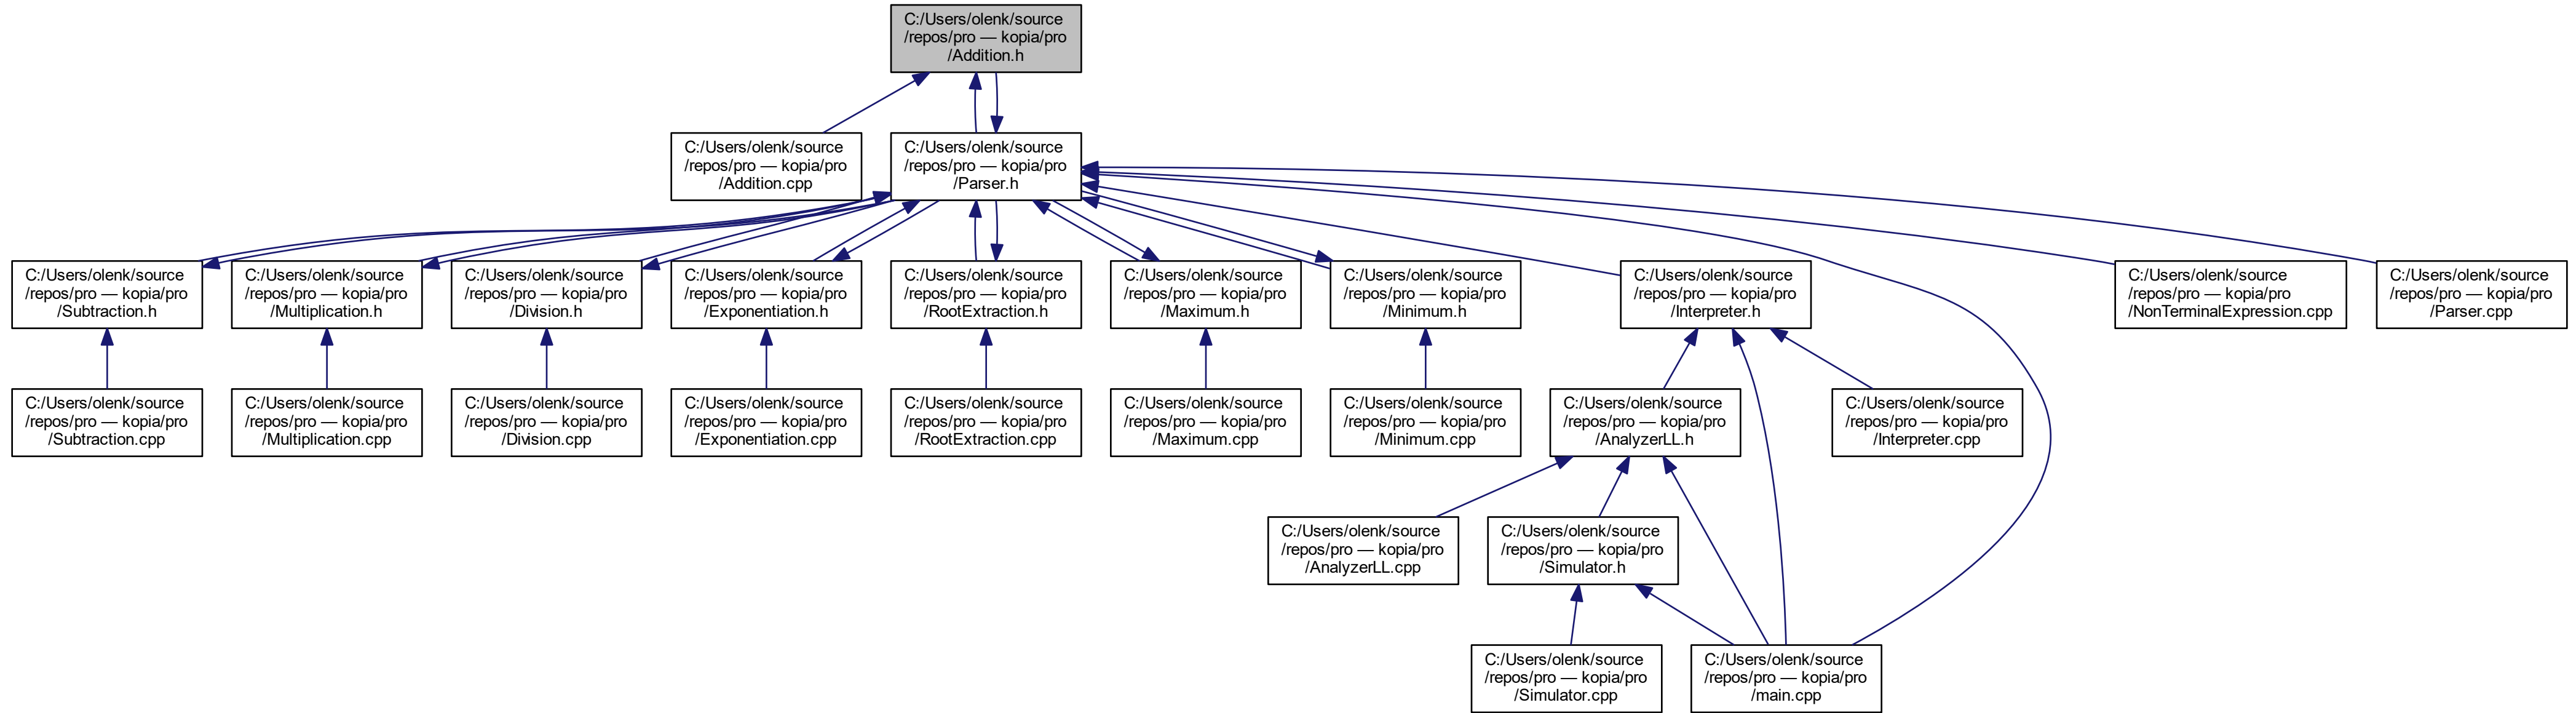 C:/Users/olenk/source
/repos/pro — kopia/pro
/Addition.h
C:/Users/olenk/source
/repos/pro — kopia/pro
/Addition.cpp
C:/Users/olenk/source
/repos/pro — kopia/pro
/Parser.h
C:/Users/olenk/source
/repos/pro — kopia/pro
/Subtraction.h
C:/Users/olenk/source
/repos/pro — kopia/pro
/Multiplication.h
C:/Users/olenk/source
/repos/pro — kopia/pro
/Division.h
C:/Users/olenk/source
/repos/pro — kopia/pro
/Exponentiation.h
C:/Users/olenk/source
/repos/pro — kopia/pro
/RootExtraction.h
C:/Users/olenk/source
/repos/pro — kopia/pro
/Maximum.h
C:/Users/olenk/source
/repos/pro — kopia/pro
/Minimum.h
C:/Users/olenk/source
/repos/pro — kopia/pro
/Interpreter.h
C:/Users/olenk/source
/repos/pro — kopia/pro
/NonTerminalExpression.cpp
C:/Users/olenk/source
/repos/pro — kopia/pro
/Parser.cpp
C:/Users/olenk/source
/repos/pro — kopia/pro
/Subtraction.cpp
C:/Users/olenk/source
/repos/pro — kopia/pro
/Multiplication.cpp
C:/Users/olenk/source
/repos/pro — kopia/pro
/Division.cpp
C:/Users/olenk/source
/repos/pro — kopia/pro
/Exponentiation.cpp
C:/Users/olenk/source
/repos/pro — kopia/pro
/RootExtraction.cpp
C:/Users/olenk/source
/repos/pro — kopia/pro
/Maximum.cpp
C:/Users/olenk/source
/repos/pro — kopia/pro
/Minimum.cpp
C:/Users/olenk/source
/repos/pro — kopia/pro
/AnalyzerLL.h
C:/Users/olenk/source
/repos/pro — kopia/pro
/Interpreter.cpp
C:/Users/olenk/source
/repos/pro — kopia/pro
/AnalyzerLL.cpp
C:/Users/olenk/source
/repos/pro — kopia/pro
/Simulator.h
C:/Users/olenk/source
/repos/pro — kopia/pro
/Simulator.cpp
C:/Users/olenk/source
/repos/pro — kopia/pro
/main.cpp